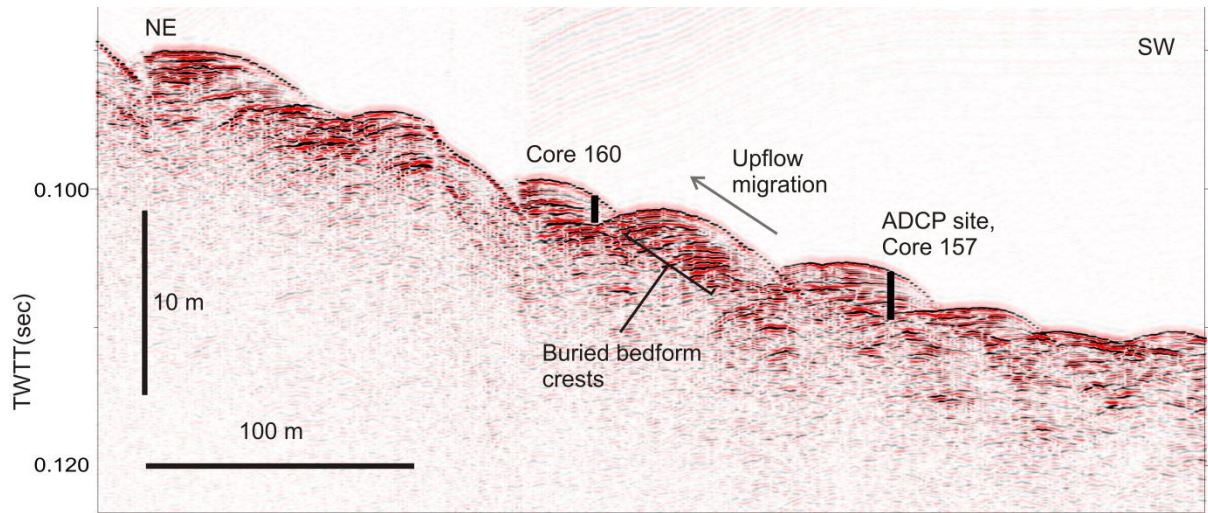 NE
SW
Core 160
Upflow
migration
0.100
ADCP site,
Core 157
10 m
Buried bedform
crests
TWTT(sec)
100 m
0.120